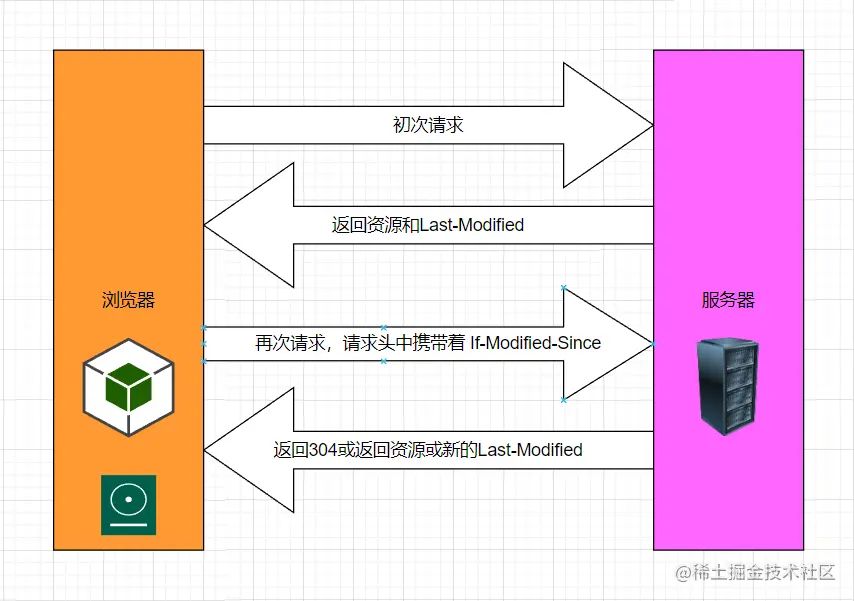 初次请求
返回资源和Last-Modified
浏览器
服务器
再次请求，请求头中携带着 If-Modified-Since
返回304或返回资源或新的Last-Modified
@稀土掘金技术社区